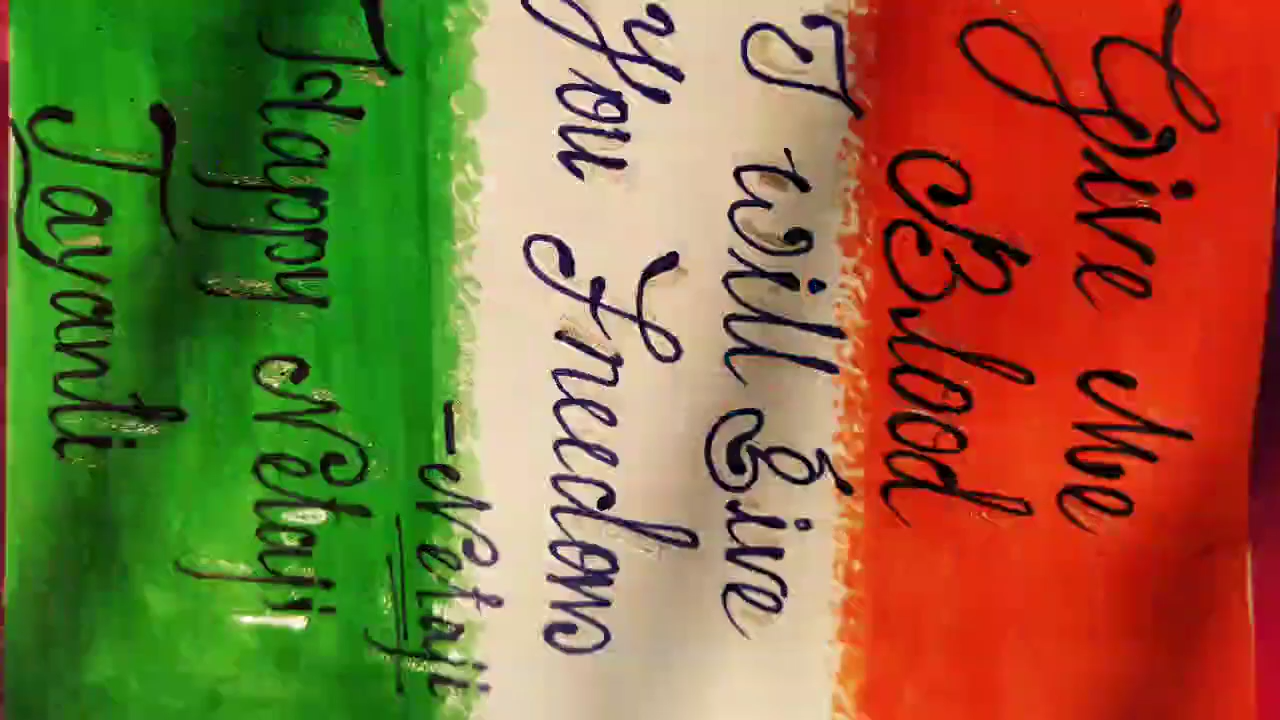 Give Me
Blood
I will Give
You Freedom
- Netaji
Happy Netaji
Jayanti